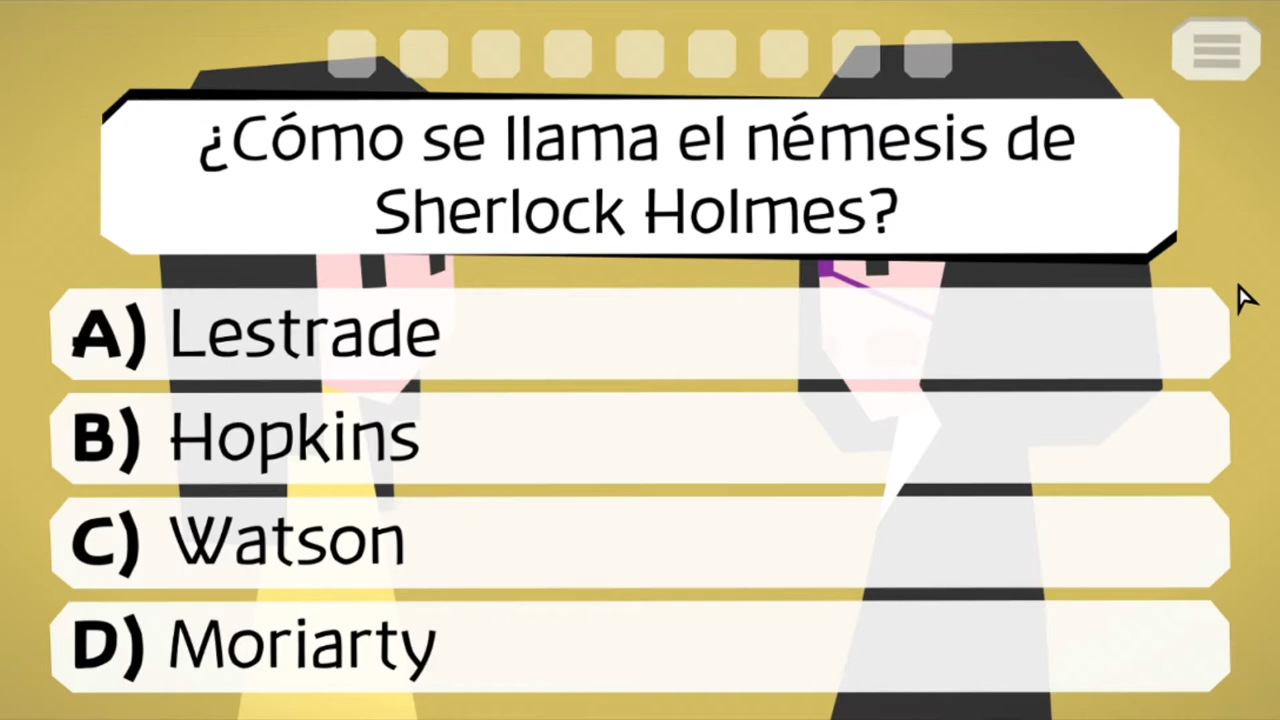 ¿Cómo se llama el némesis de
Sherlock Holmes?
A) Lestrade
B) Hopkins
C) Watson
D) Moriarty